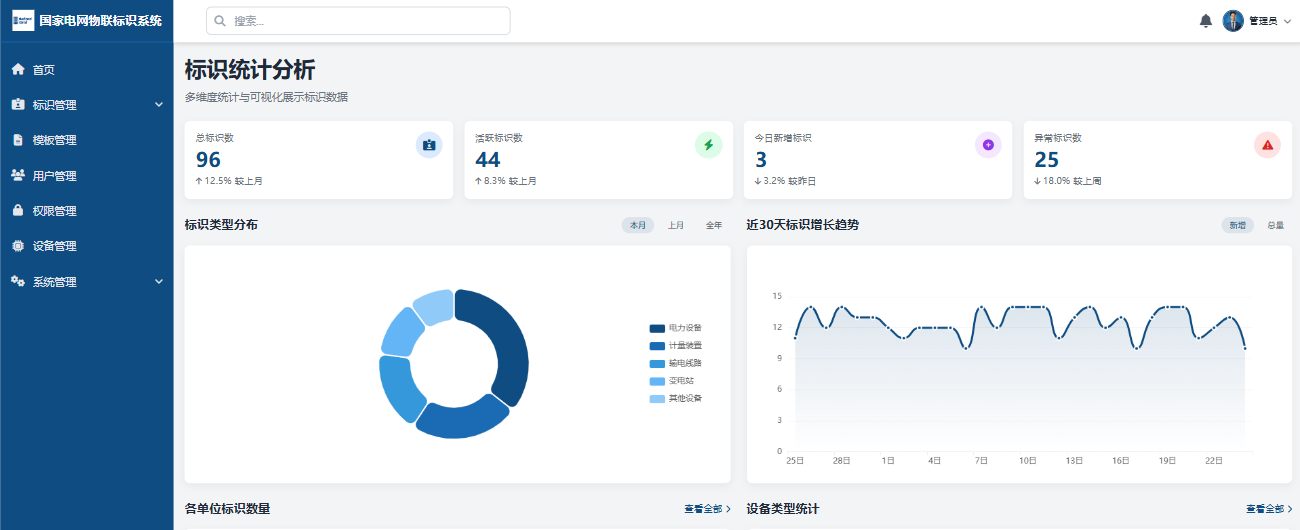 国家电网物联标识系统
搜索...
管理员
首页
标识管理
模板管理
用户管理
权限管理
设备管理
系统管理
标识统计分析
多维度统计与可视化展示标识数据
总标识数
96
12.5% 较上月
活跃标识数
44
8.3% 较上月
今日新增标识
3
3.2% 较昨日
异常标识数
25
18.0% 较上周
标识类型分布
本月 上月 全年
电力设备
计量装置
输电线路
变电站
其他设备
近30天标识增长趋势
新增 总量
15
12
9
6
3
0
25日 28日 1日 4日 7日 10日 13日 16日 19日 22日
各单位标识数量
查看全部
设备类型统计
查看全部